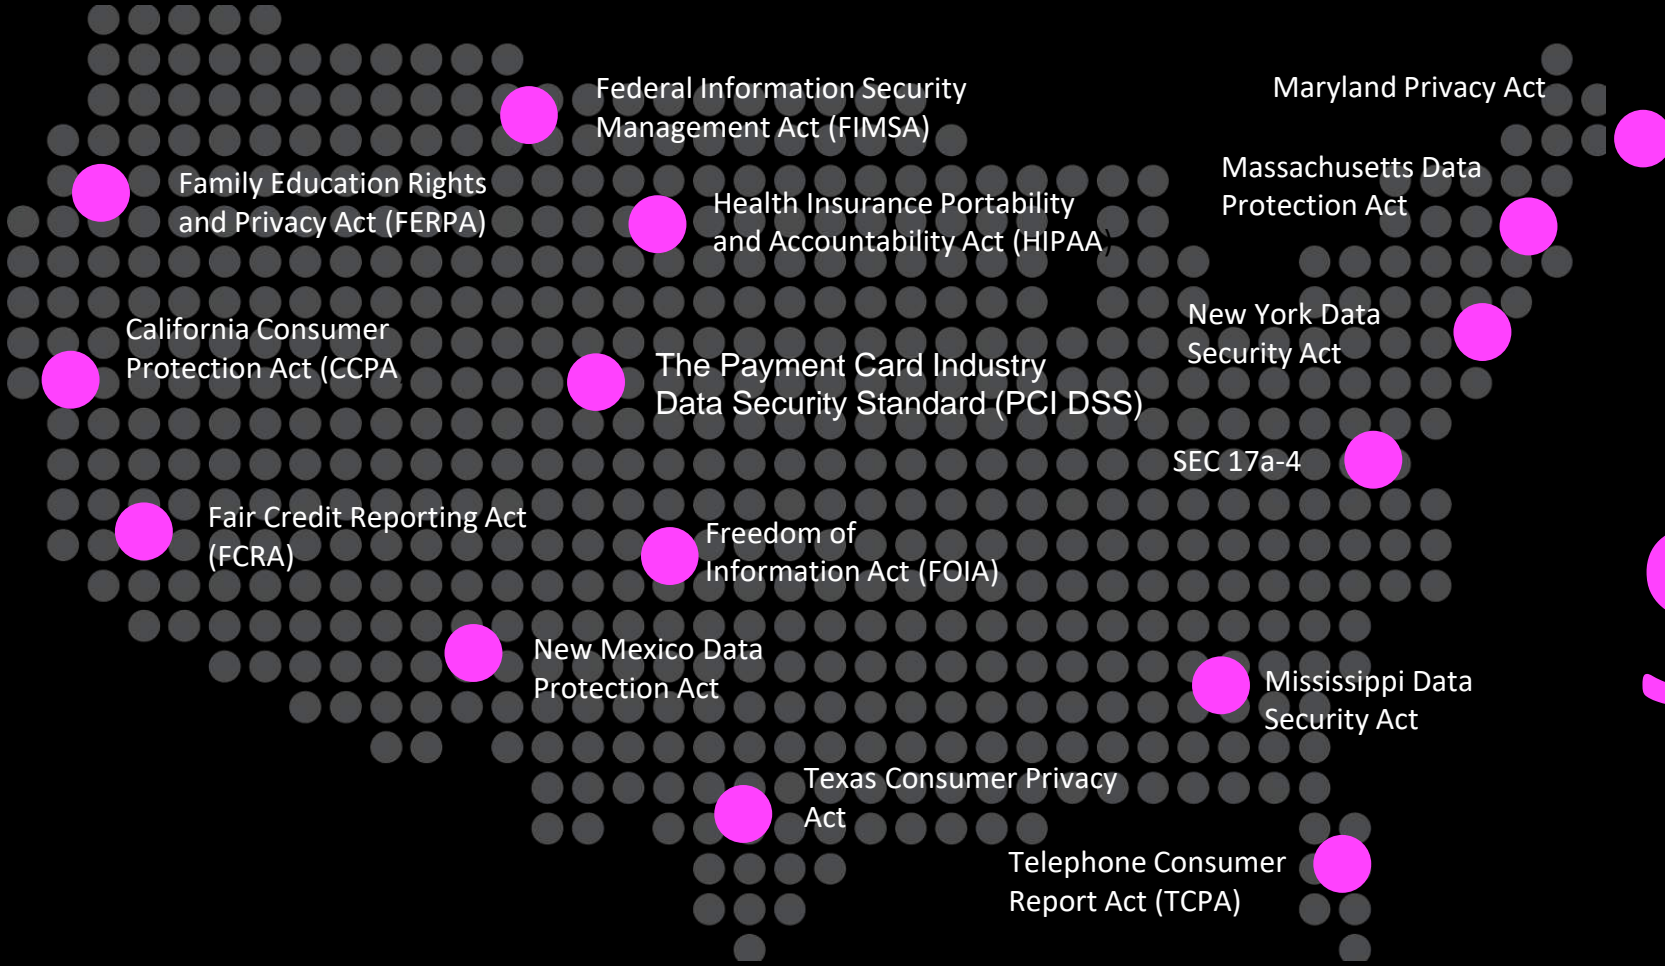 Federal Information Security
Management Act (FIMSA)
Maryland Privacy Act
Family Education Rights
and Privacy Act (FERPA)
Health Insurance Portability
and Accountability Act (HIPAA)
Massachusetts Data
Protection Act
California Consumer
Protection Act (CCPA
The Payment Card Industry
Data Security Standard (PCI DSS)
New York Data
Security Act
SEC 17a-4
Fair Credit Reporting Act
(FCRA)
Freedom of
Information Act (FOIA)
New Mexico Data
Protection Act
Mississippi Data
Security Act
Texas Consumer Privacy
Act
Telephone Consumer
Report Act (TCPA)